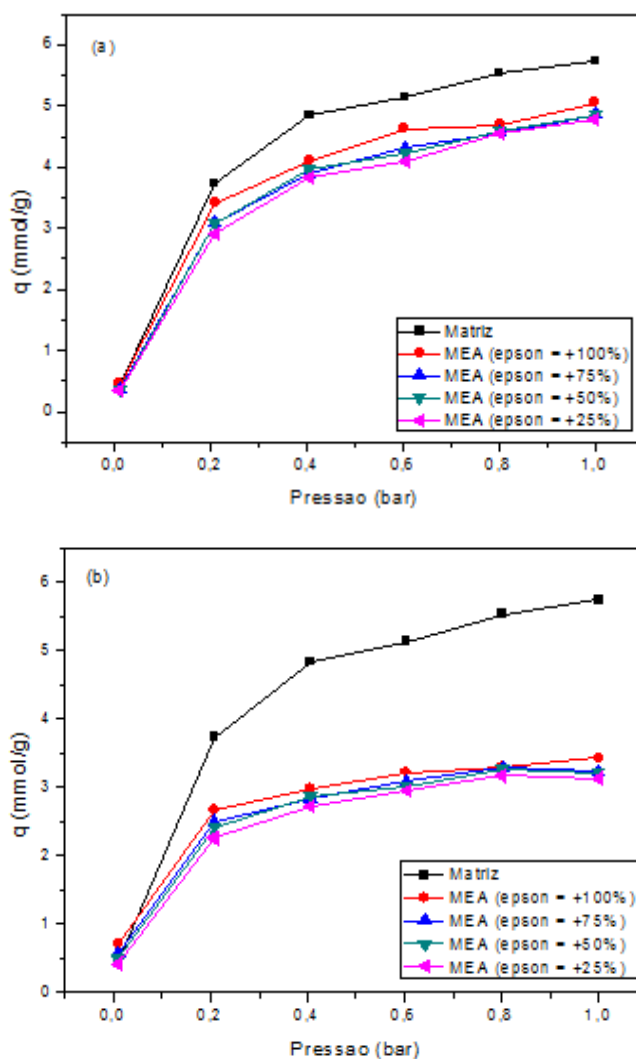 (a)
6
5
4
3
2
1
0
q (mmol/g)
Matriz
MEA (epson = +100%)
MEA (epson = +75%)
MEA (epson = +50%)
MEA (epson = +25%)
0,0 0,2 0,4 0,6 0,8 1,0
Pressao (bar)
(b)
6
5
4
3
2
1
0
q (mmol/g)
Matriz
MEA (epson = +100%)
MEA (epson = +75%)
MEA (epson = +50%)
MEA (epson = +25%)
0,0 0,2 0,4 0,6 0,8 1,0
Pressao (bar)